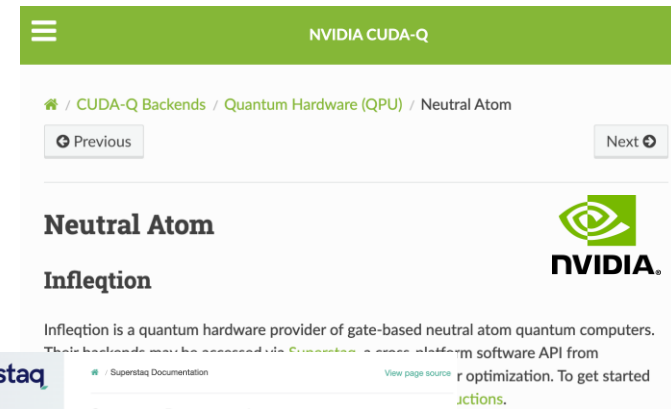 NVIDIA CUDA-Q
/ CUDA-Q Backends / Quantum Hardware (QPU) / Neutral Atom
Previous
Next
Neutral Atom
NVIDIA.
Infleqtion
Infleqtion is a quantum hardware provider of gate-based neutral atom quantum computers.
Their backends may be accessed via Superstaq, a cross-platform software API from
staq
/ Superstaq Documentation
View page source
r optimization. To get started
uctions.